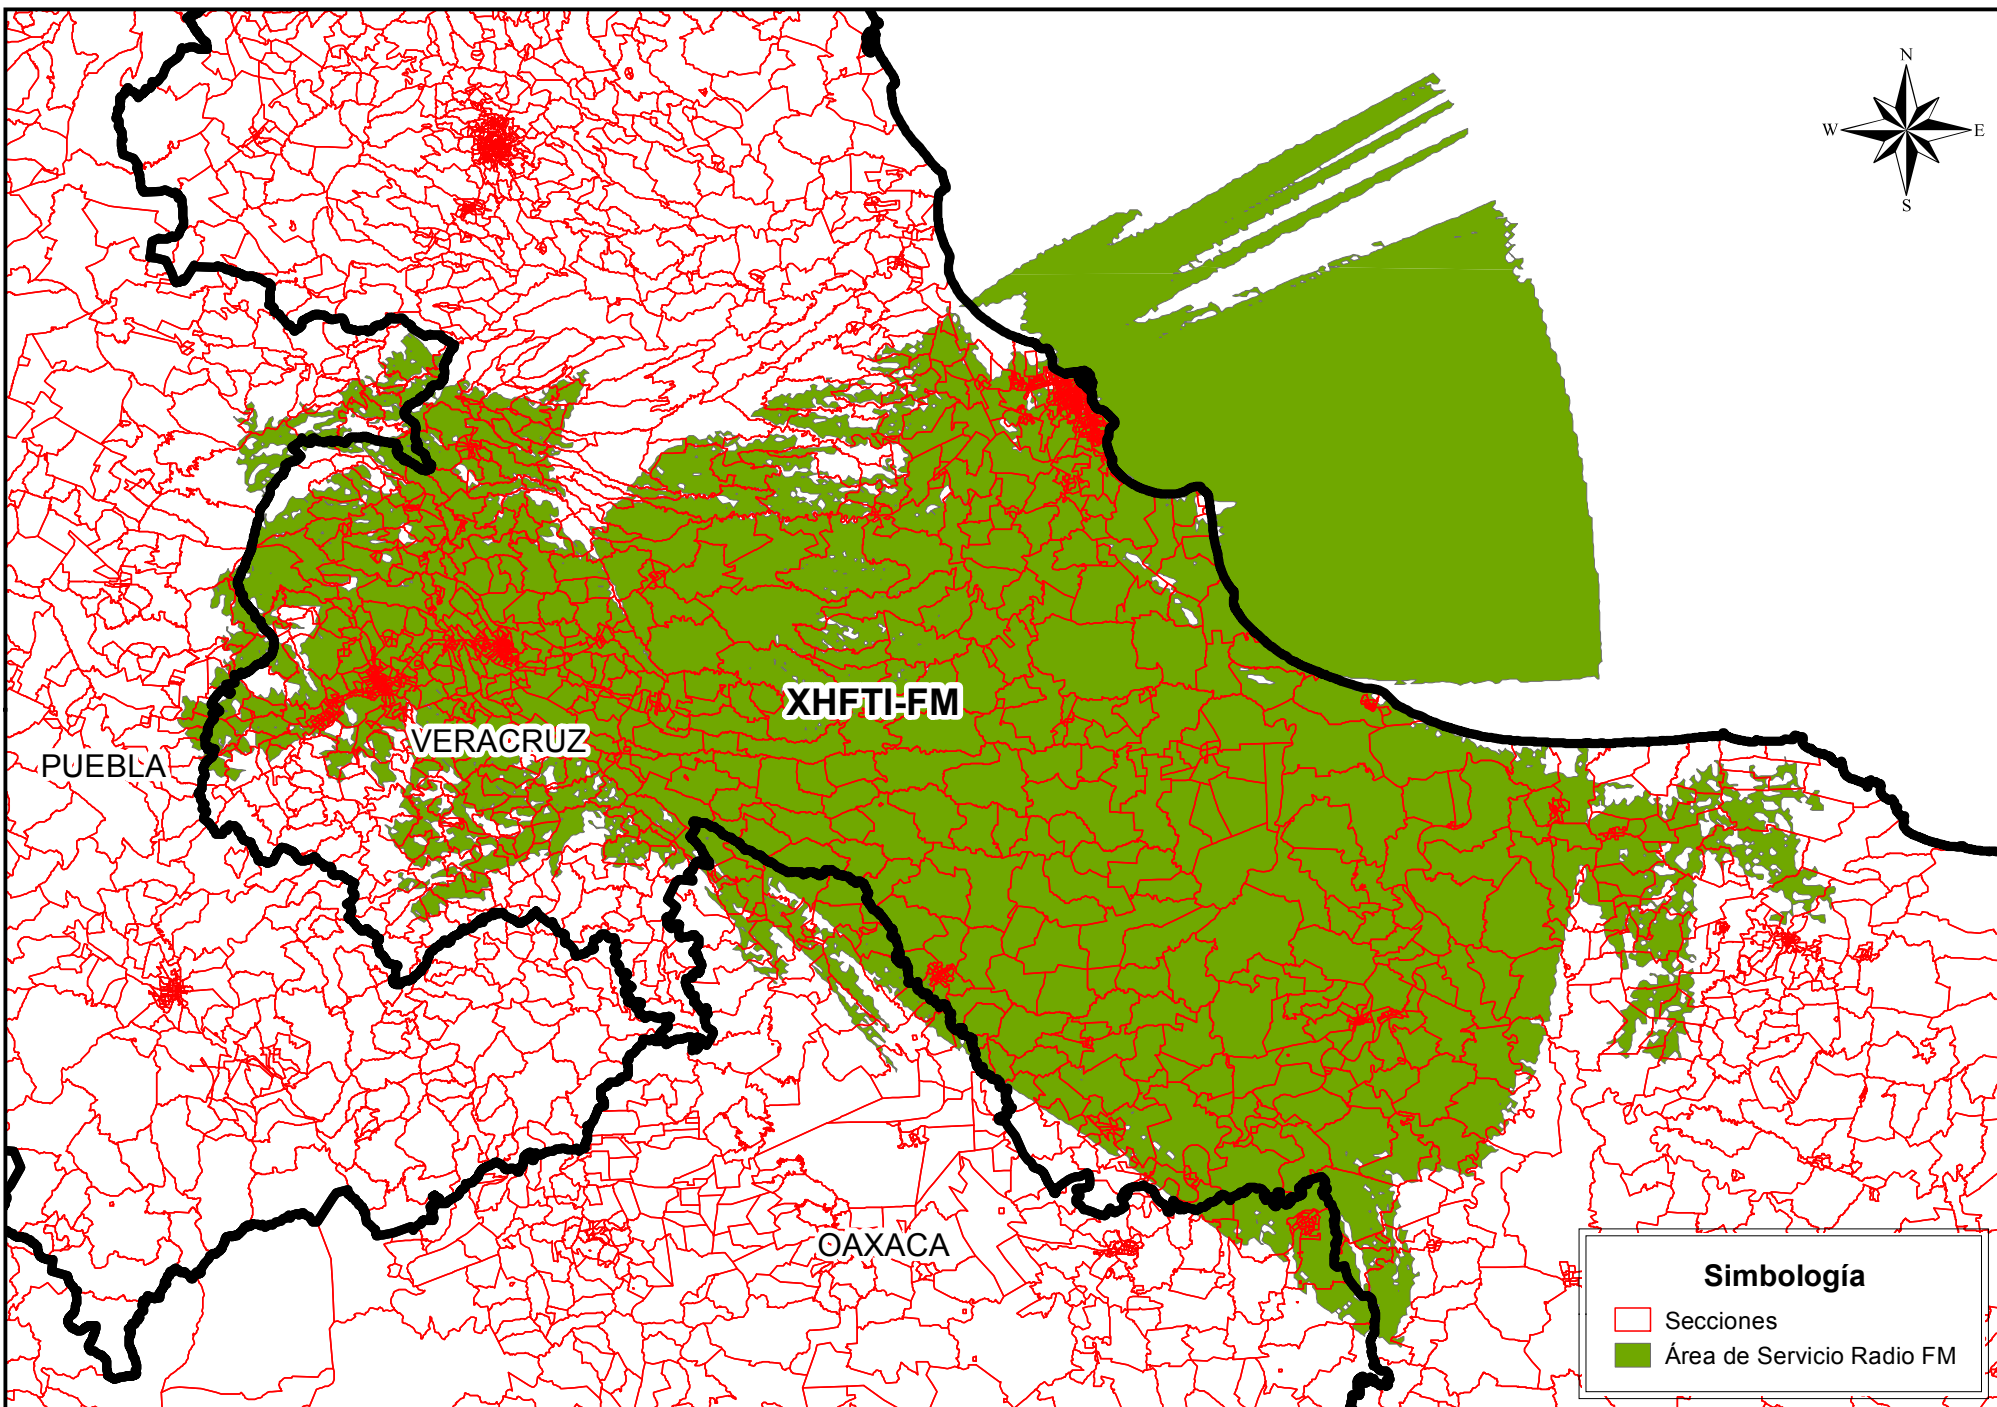 N
W E
S
XHFTI-FM
VERACRUZ
PUEBLA
OAXACA
Simbología
Secciones
Área de Servicio Radio FM